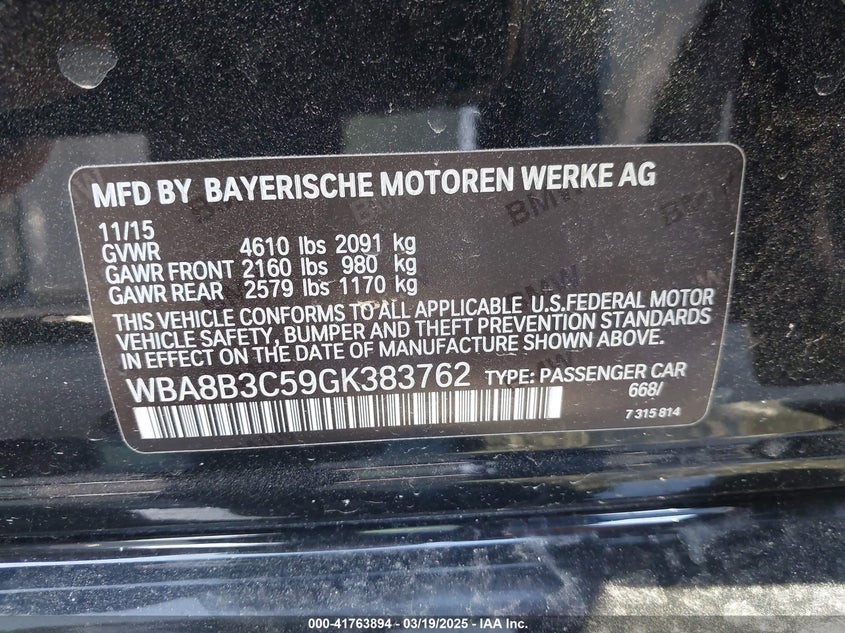 MFD BY BAYERISCHE MOTOREN WERKE AG
11/15
GVWR 4610 lbs 2091 kg
GAWR FRONT 2160 lbs 980 kg
GAWR REAR 2579 lbs 1170 kg
THIS VEHICLE CONFORMS TO ALL APPLICABLE U.S.FEDERAL MOTOR
VEHICLE SAFETY, BUMPER AND THEFT PREVENTION STANDARDS
IN EFFECT ON THE DATE OF MANUFACTURE SHOWN ABOVE.
WBA8B3C59GK383762 TYPE: PASSENGER CAR
668/
7 315 814
BMW
BMW
000-41763894 - 03/19/2025 - IAA Inc.